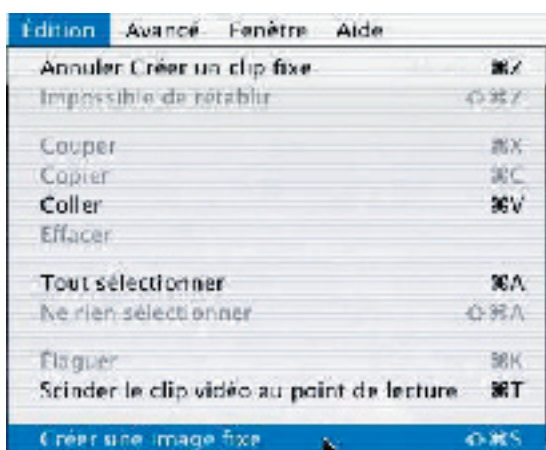 Édition Avancé Fenêtre Aide
Annuler Créer un clip fixe ⌘Z
Impossible de rétablir ⇧⌘Z
Couper ⌘X
Copier ⌘C
Coller ⌘V
Effacer
Tout sélectionner ⌘A
Ne rien sélectionner ⇧⌘A
Élaguer ⌘K
Scinder le clip vidéo au point de lecture ⌘T
Créer une image fixe ⇧⌘S